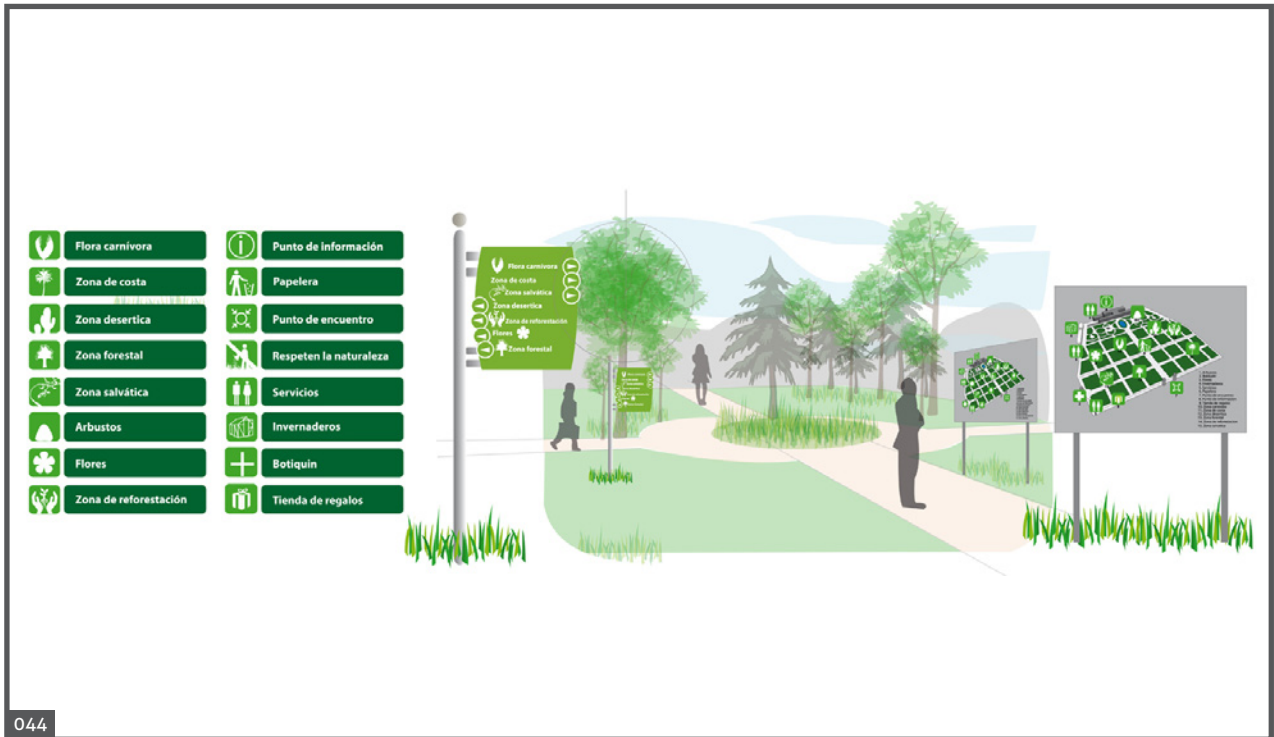 Flora carnívora
Zona de costa
Zona desertica
Zona forestal
Zona salvática
Arbustos
Flores
Zona de reforestación
Punto de información
Papelera
Punto de encuentro
Respeten la naturaleza
Servicios
Invernaderos
Botiquin
Tienda de regalos
Flora carnívora
Zona de costa
Zona salvática
Zona desertica
Zona de reforestación
Flores
Zona forestal
044